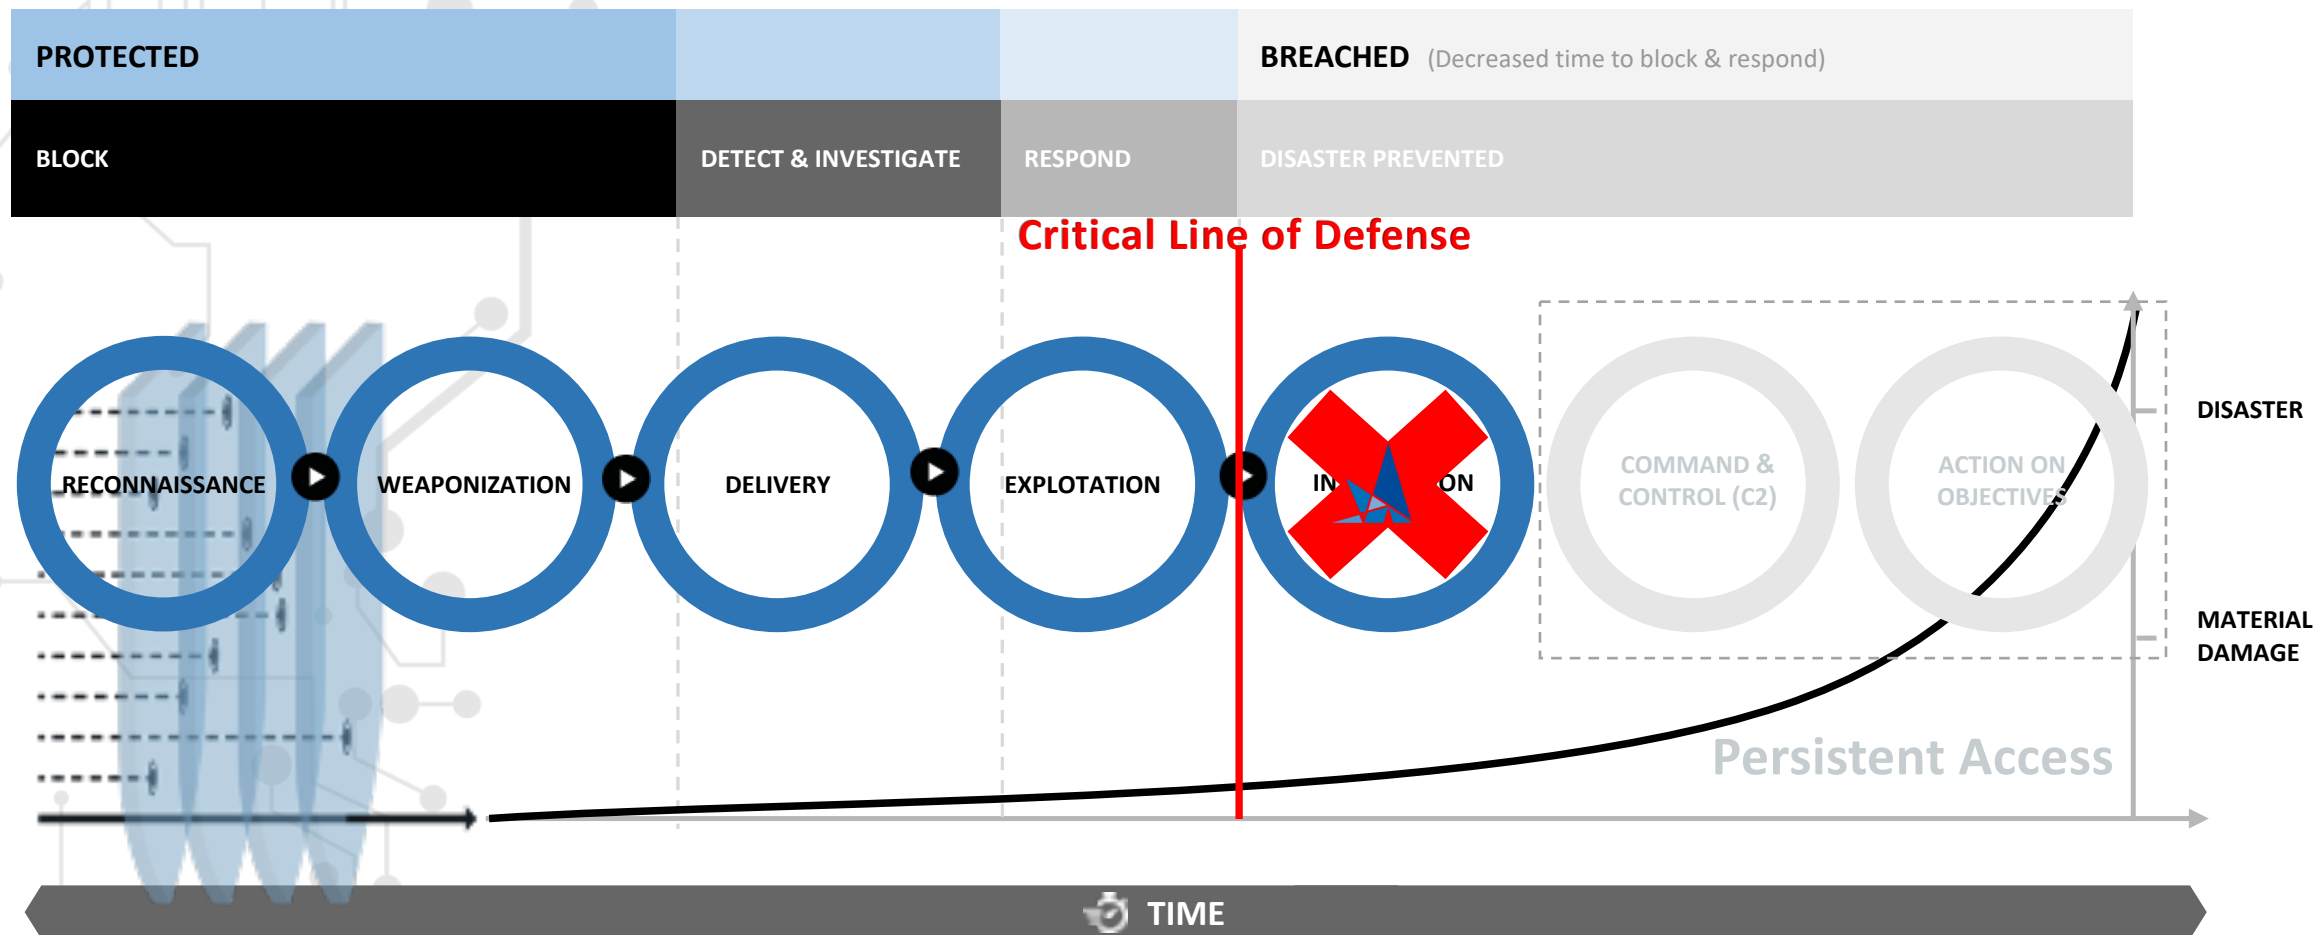 PROTECTED
BREACHED (Decreased time to block & respond)
BLOCK
DETECT & INVESTIGATE
RESPOND
DISASTER PREVENTED
Critical Line of Defense
RECONNAISSANCE
WEAPONIZATION
DELIVERY
EXPLOTATION
COMMAND &
CONTROL (C2)
ACTION ON
OBJECTIVES
DISASTER
MATERIAL
DAMAGE
Persistent Access
TIME